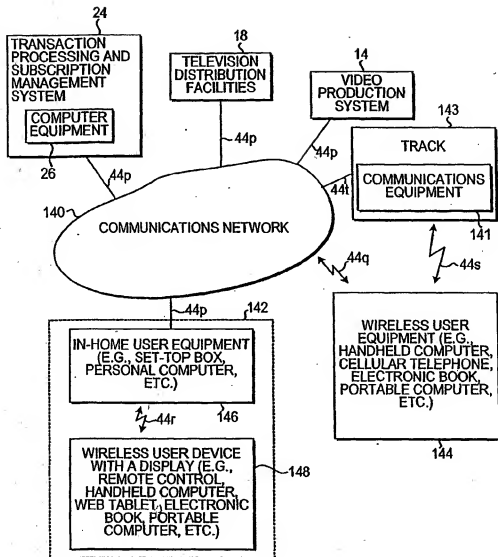 24
TRANSACTION
PROCESSING AND
SUBSCRIPTION
MANAGEMENT
SYSTEM
COMPUTER
EQUIPMENT
26
44p
18
TELEVISION
DISTRIBUTION
FACILITIES
44p
14
VIDEO
PRODUCTION
SYSTEM
44p
143
TRACK
COMMUNICATIONS
EQUIPMENT
141
44t
140
COMMUNICATIONS NETWORK
44q
44s
44p
142
IN-HOME USER EQUIPMENT
(E.G., SET-TOP BOX,
PERSONAL COMPUTER,
ETC.)
146
44r
WIRELESS USER DEVICE
WITH A DISPLAY (E.G.,
REMOTE CONTROL,
HANDHELD COMPUTER,
WEB TABLET, ELECTRONIC
BOOK, PORTABLE
COMPUTER, ETC.)
148
WIRELESS USER
EQUIPMENT (E.G.,
HANDHELD COMPUTER,
CELLULAR TELEPHONE,
ELECTRONIC BOOK,
PORTABLE COMPUTER,
ETC.)
144